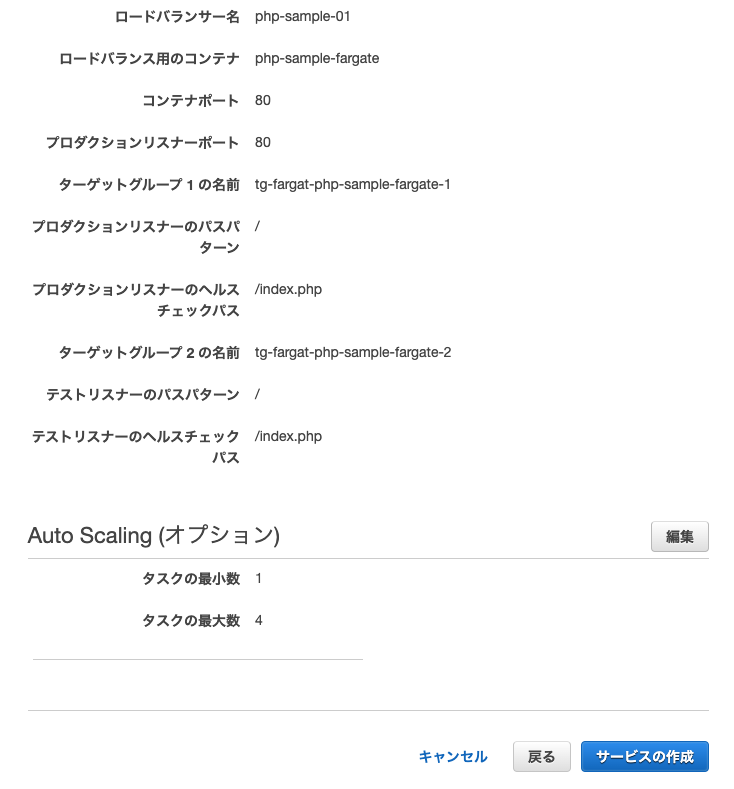 ロードバランサー名 php-sample-01
ロードバランス用のコンテナ php-sample-fargate
コンテナポート 80
プロダクションリスナーポート 80
ターゲットグループ 1 の名前 tg-fargat-php-sample-fargate-1
プロダクションリスナーのパスパ /
ターン
プロダクションリスナーのヘルス /index.php
チェックパス
ターゲットグループ 2 の名前 tg-fargat-php-sample-fargate-2
テストリスナーのパスパターン /
テストリスナーのヘルスチェック /index.php
パス
Auto Scaling (オプション) 編集
タスクの最小数 1
タスクの最大数 4
キャンセル 戻る サービスの作成